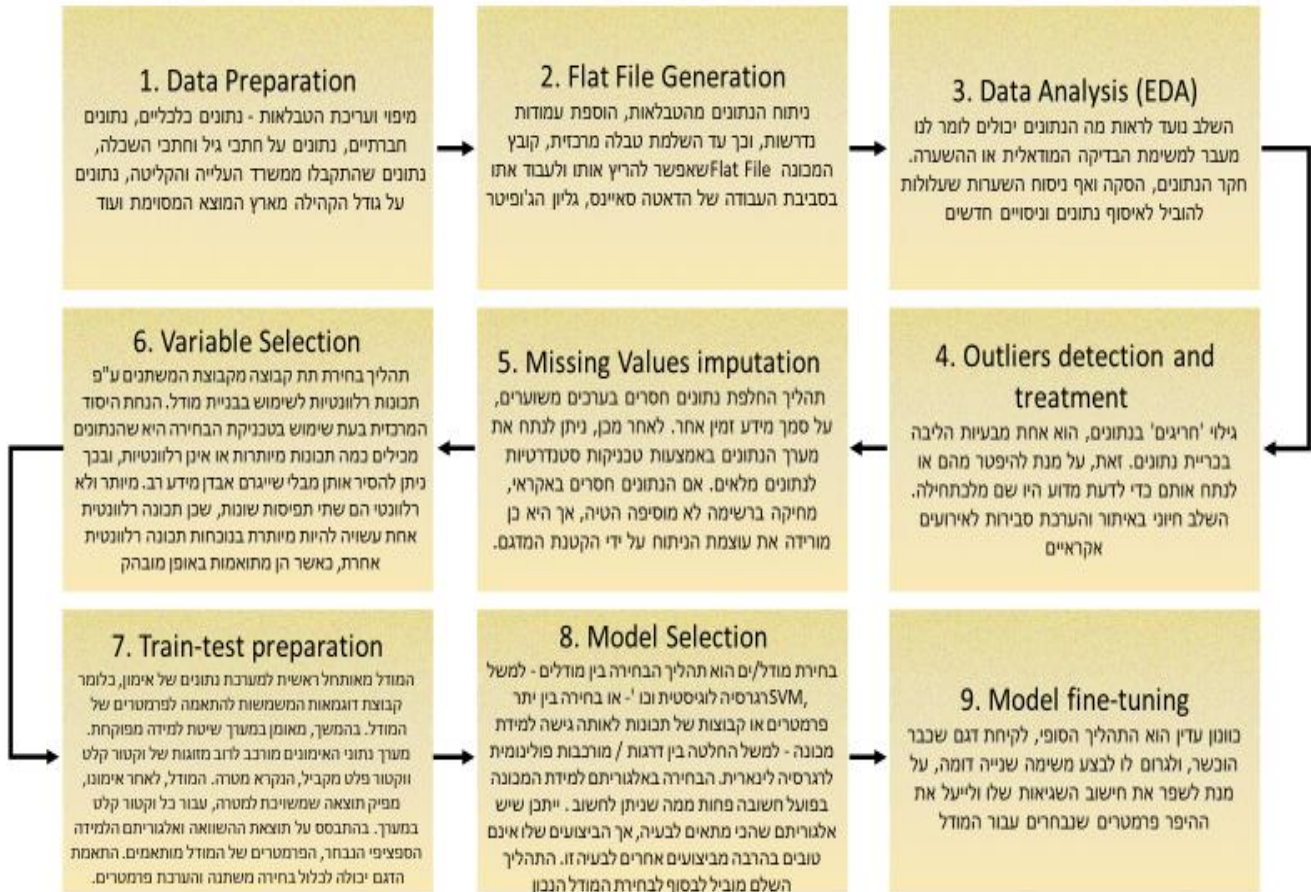 1. Data Preparation
מיפוי ועריכת הטבלאות - נתונים כלכליים, נתונים
חברתיים, נתונים על חתכי גיל וחתכי השכלה,
נתונים שהתקבלו ממשרד העלייה והקליטה, נתונים
על גודל הקהילה מארץ המוצא המסוימת ועוד
2. Flat File Generation
ניתוח הנתונים מהטבלאות, הוספת עמודות
נדרשות, וכך עד השלמת טבלה מרכזית, קובץ
המכונה Flat File שאפשר להריץ אותו ולעבוד אתו
בסביבת העבודה של הדאטה סאיינס, גליון הג'ופיטר
3. Data Analysis (EDA)
השלב נועד לראות מה הנתונים יכולים לומר לנו
מעבר למשימת הבדיקה המודאלית או ההשערה.
חקר הנתונים, הסקה ואף ניסוח השערות שעלולות
להוביל לאיסוף נתונים וניסויים חדשים
4. Outliers detection and
treatment
גילוי 'חריגים' בנתונים, הוא אחת מבעיות הליבה
בכריית נתונים. זאת, על מנת להיפטר מהם או
לנתח אותם כדי לדעת מדוע היו שם מלכתחילה.
השלב חיוני באיתור והערכת סבירות לאירועים
אקראיים
5. Missing Values imputation
תהליך החלפת נתונים חסרים בערכים משוערים,
על סמך מידע זמין אחר. לאחר מכן, ניתן לנתח את
מערך הנתונים באמצעות טכניקות סטנדרטיות
לנתונים מלאים. אם הנתונים חסרים באקראי,
מחיקה ברשימה לא מוסיפה הטיה, אך היא כן
מורידה את עוצמת הניתוח על ידי הקטנת המדגם.
6. Variable Selection
תהליך בחירת תת קבוצה מקבוצת המשתנים ע"פ
תכונות רלוונטיות לשימוש בבניית מודל. הנחת היסוד
המרכזית בעת שימוש בטכניקת הבחירה היא שהנתונים
מכילים כמה תכונות מיותרות או אינן רלוונטיות, ובכך
ניתן להסיר אותן מבלי שייגרם אבדן מידע רב. מיותר ולא
רלוונטי הם שתי תפיסות שונות, שכן תכונה רלוונטית
אחת עשויה להיות מיותרת בנוכחות תכונה רלוונטית
אחרת, כאשר הן מתואמות באופן מובהק
7. Train-test preparation
המודל מאותחל ראשית למערכת נתונים של אימון, כלומר
קבוצת דוגמאות המשמשות להתאמה לפרמטרים של
המודל. בהמשך, מאומן במערך שיטת למידה מפוקחת.
מערך נתוני האימונים מורכב לרוב מזוגות של וקטור קלט
ווקטור פלט מקביל, הנקרא מטרה. המודל, לאחר אימונו,
מפיק תוצאה שמשויכת למטרה, עבור כל וקטור קלט
במערך. בהתבסס על תוצאת ההשוואה ואלגוריתם הלמידה
הספציפי הנבחר, הפרמטרים של המודל מותאמים. התאמת
הדגם יכולה לכלול בחירה משתנה והערכת פרמטרים.
8. Model Selection
בחירת מודל/ים הוא תהליך הבחירה בין מודלים - למשל
SVM, רגרסיה לוגיסטית וכו '- או בחירה בין יתר
פרמטרים או קבוצות של תכונות לאותה גישה למידת
מכונה - למשל החלטה בין דרגות / מורכבות פולינומית
לרגרסיה לינארית. הבחירה באלגוריתם למידת המכונה
בפועל חשובה פחות ממה שניתן לחשוב . ייתכן שיש
אלגוריתם שהכי מתאים לבעיה, אך הביצועים שלו אינם
טובים בהרבה מביצועים אחרים לבעיה זו. התהליך
השלם מוביל לבסוף לבחירת המודל הנכון
9. Model fine-tuning
כוונון עדין הוא התהליך הסופי, לקיחת דגם שכבר
הוכשר, ולגרום לו לבצע משימה שנייה דומה, על
מנת לשפר את חישוב השגיאות שלו ולייעל את
ההיפר פרמטרים שנבחרים עבור המודל